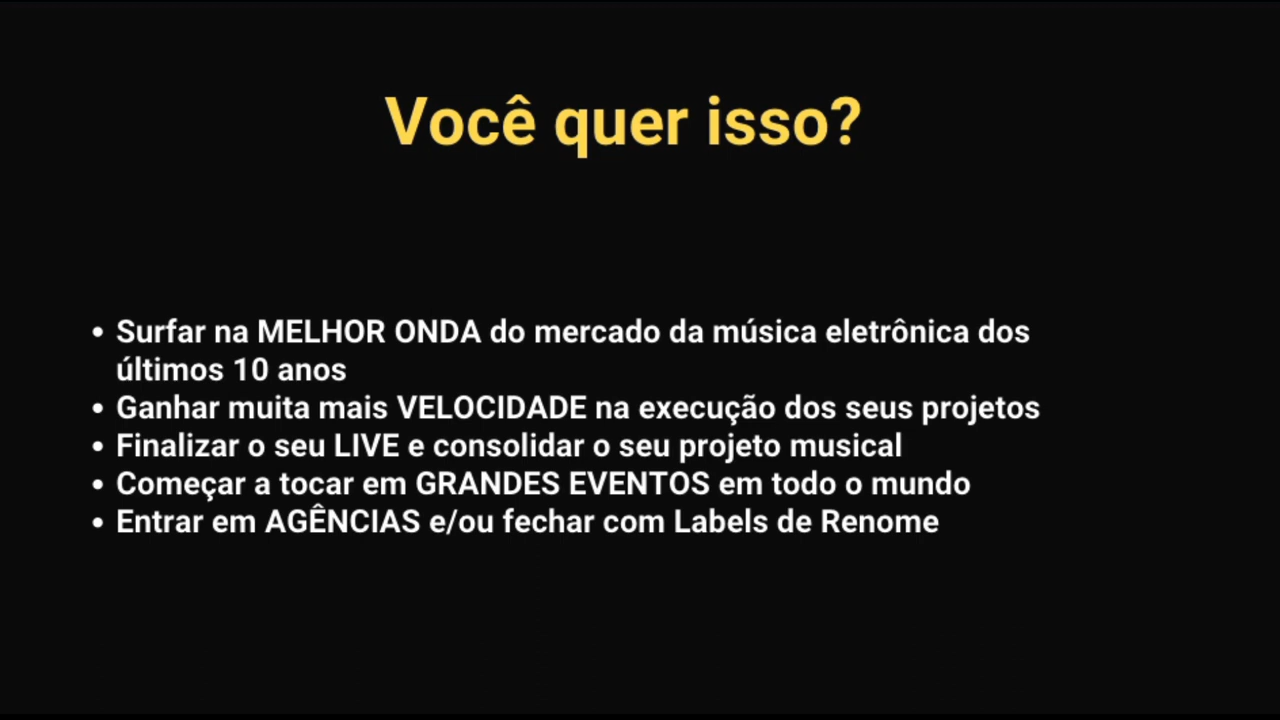 Você quer isso?
• Surfar na MELHOR ONDA do mercado da música eletrônica dos
últimos 10 anos
• Ganhar muita mais VELOCIDADE na execução dos seus projetos
• Finalizar o seu LIVE e consolidar o seu projeto musical
• Começar a tocar em GRANDES EVENTOS em todo o mundo
• Entrar em AGÊNCIAS e/ou fechar com Labels de Renome